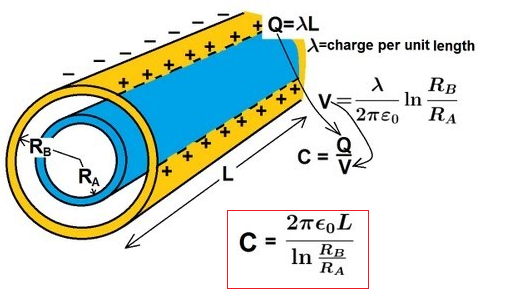 Q=λL
λ=charge per unit length
V = λ/2πε₀ ln R_B/R_A
C = Q/V
R_B
R_A
L
C = 2πϵ₀L / ln R_B/R_A